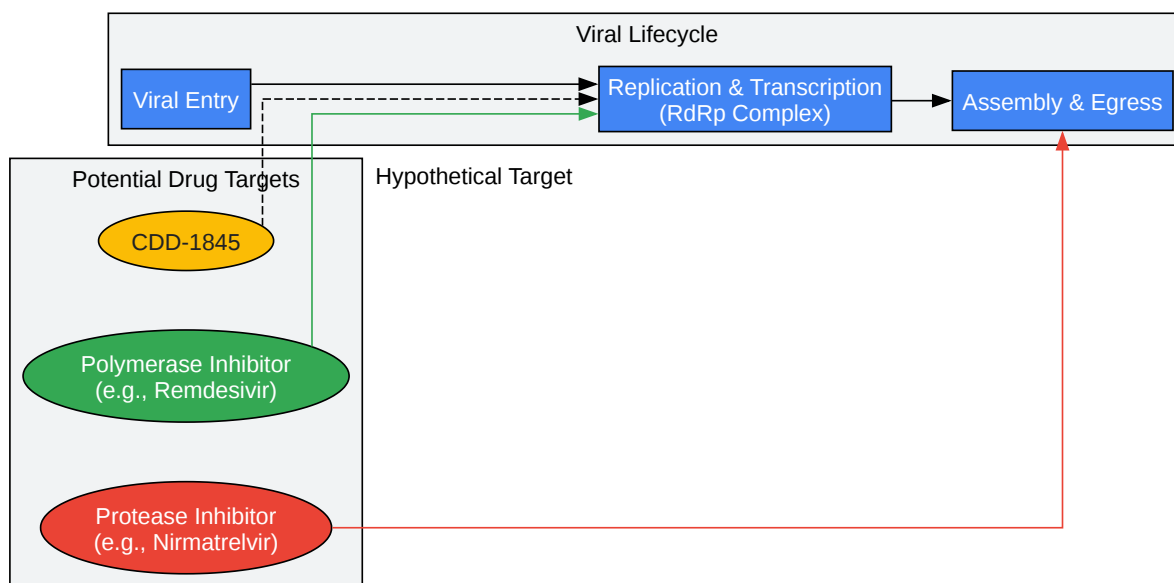 Viral Lifecycle
Viral Entry
Replication & Transcription
(RdRp Complex)
Assembly & Egress
Potential Drug Targets
Hypothetical Target
CDD-1845
Polymerase Inhibitor
(e.g., Remdesivir)
Protease Inhibitor
(e.g., Nirmatrelvir)